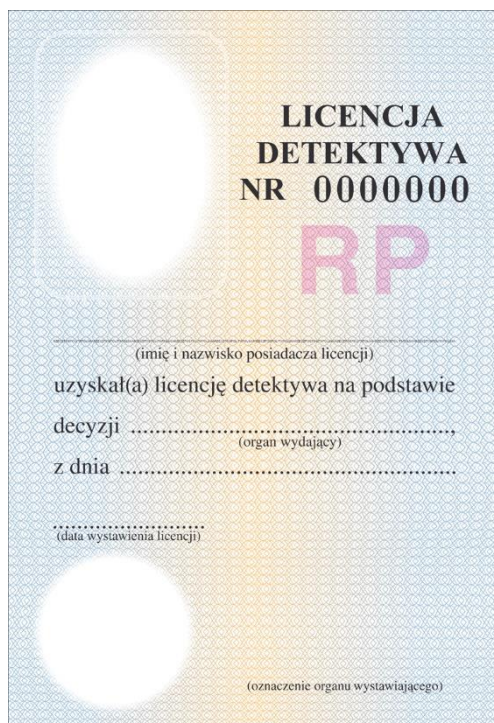 LICENCJA
DETEKTYWA
NR 0000000
RP
(imię i nazwisko posiadacza licencji)
uzyskał(a) licencję detektywa na podstawie
decyzji ................................................,
(organ wydający)
z dnia ..................................................
.......................
(data wystawienia licencji)
(oznaczenie organu wystawiającego)